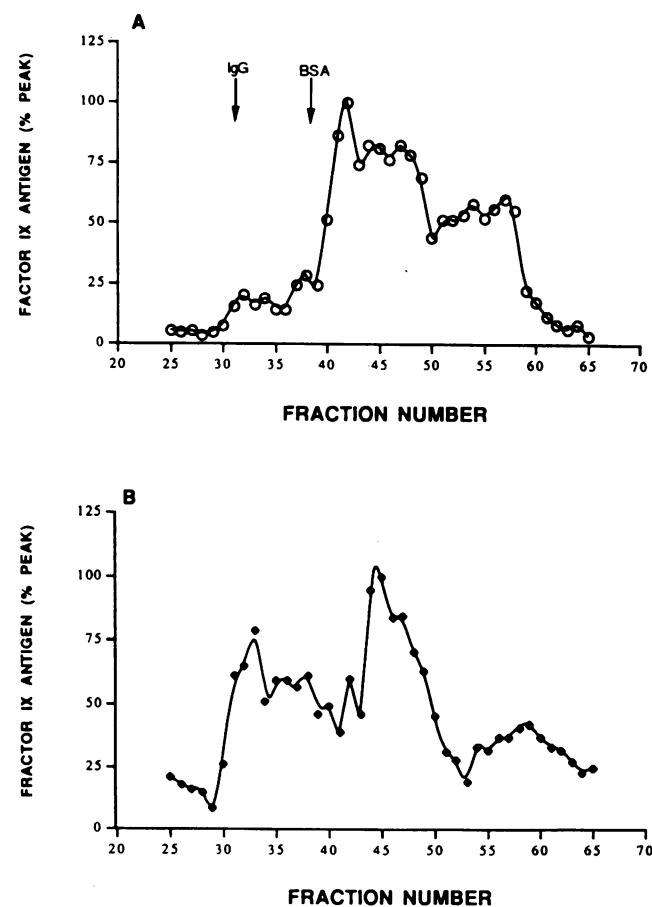 A
125
IgG
BSA
100
75
50
25
0
20 25 30 35 40 45 50 55 60 65 70
FACTOR IX ANTIGEN (% PEAK)
FRACTION NUMBER
B
125
100
75
50
25
0
20 25 30 35 40 45 50 55 60 65 70
FRACTOR IX ANTIGEN (% PEAK)
FRACTION NUMBER